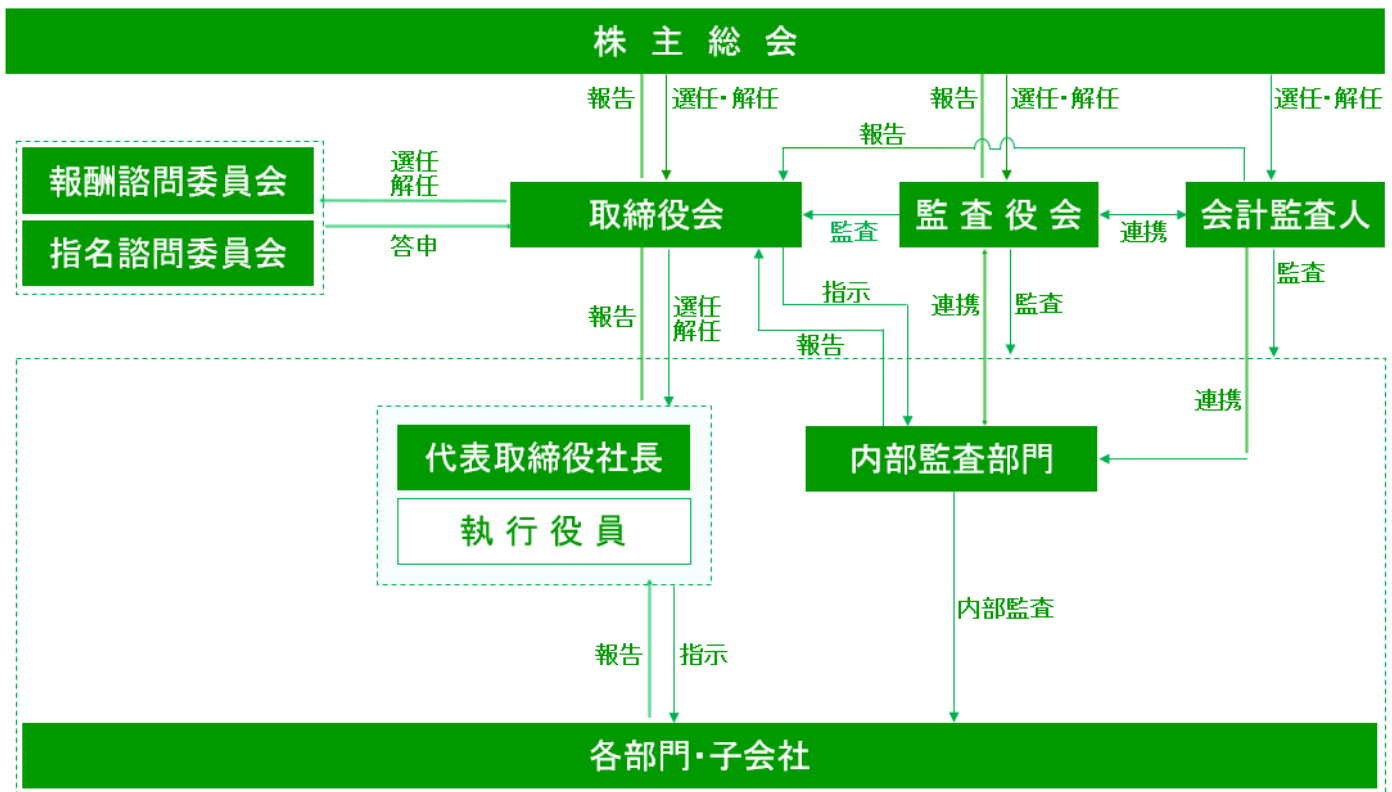 株主総会
報告
選任・解任
報告
選任・解任
選任・解任
報告
報酬諮問委員会
指名諮問委員会
選任
解任
答申
取締役会
監査
監査役会
連携
会計監査人
報告
選任
解任
指示
報告
連携
監査
監査
連携
代表取締役社長
執行役員
内部監査部門
内部監査
報告
指示
各部門・子会社